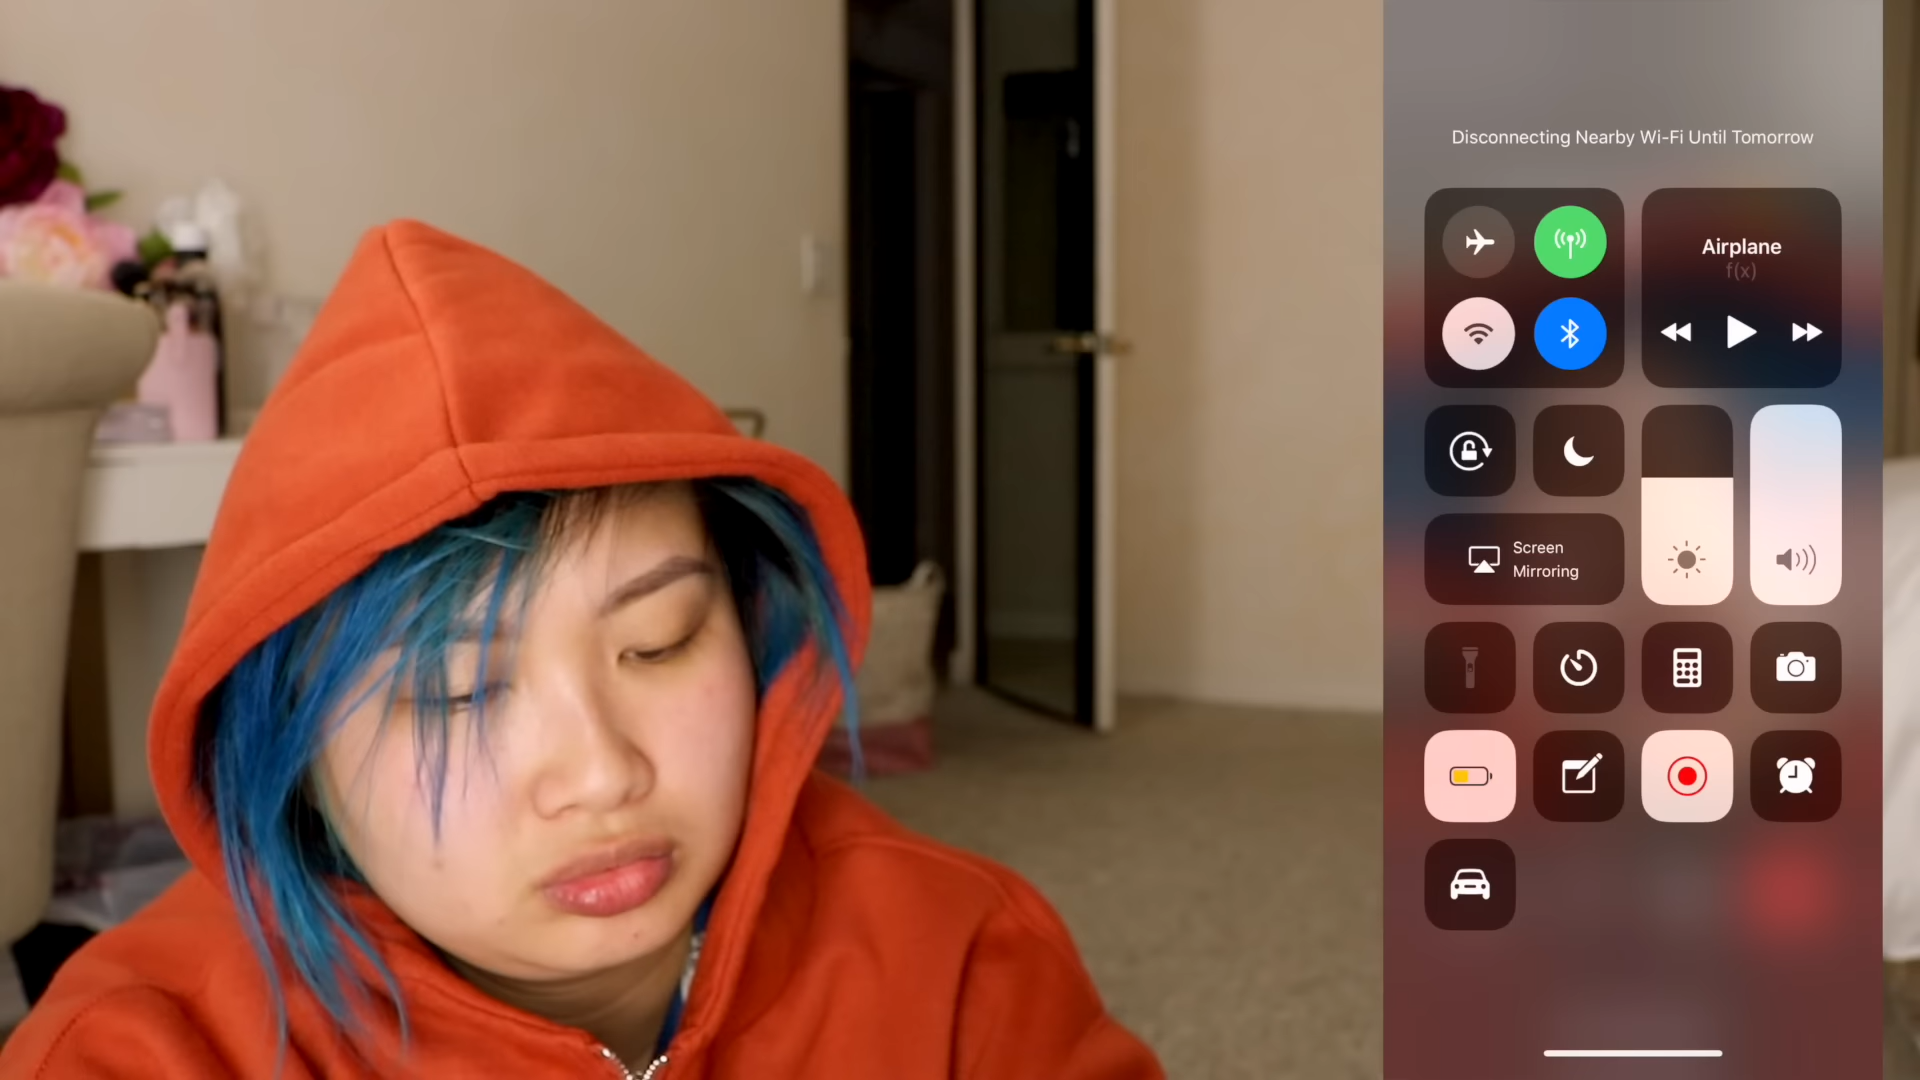 Disconnecting Nearby Wi-Fi Until Tomorrow
Airplane
f(x)
Screen
Mirroring